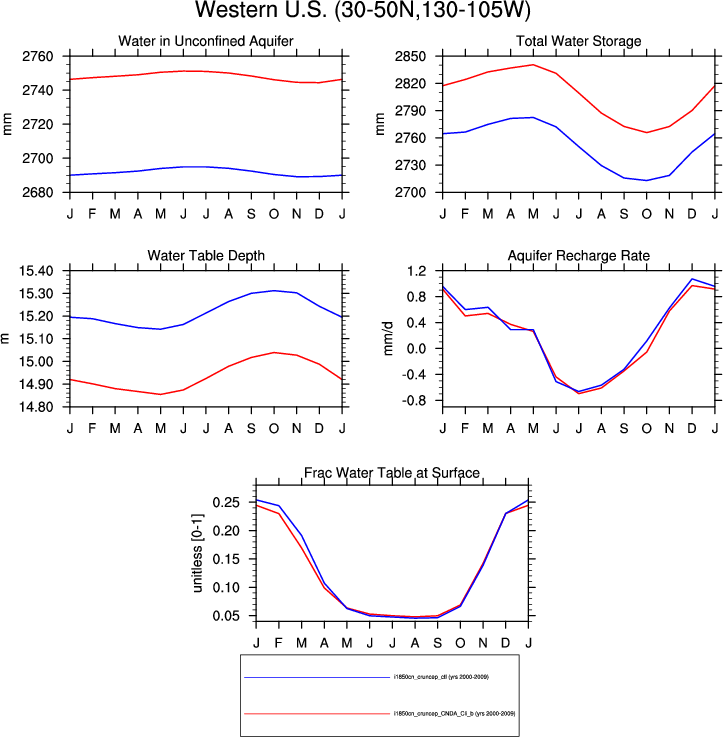 Western U.S. (30-50N,130-105W)
Water in Unconfined Aquifer
2760
2740
2720
2700
2680
mm
J F M A M J J A S O N D J
Total Water Storage
2850
2820
2790
2760
2730
2700
mm
J F M A M J J A S O N D J
Water Table Depth
15.40
15.30
15.20
15.10
15.00
14.90
14.80
m
J F M A M J J A S O N D J
Aquifer Recharge Rate
1.2
0.8
0.4
0.0
-0.4
-0.8
mm/d
J F M A M J J A S O N D J
Frac Water Table at Surface
0.25
0.20
0.15
0.10
0.05
unitless [0-1]
J F M A M J J A S O N D J
i1850cn_cruncap_ctl (yrs 2000-2009)
i1850cn_cruncap_CNDA_Cli_b (yrs 2000-2009)